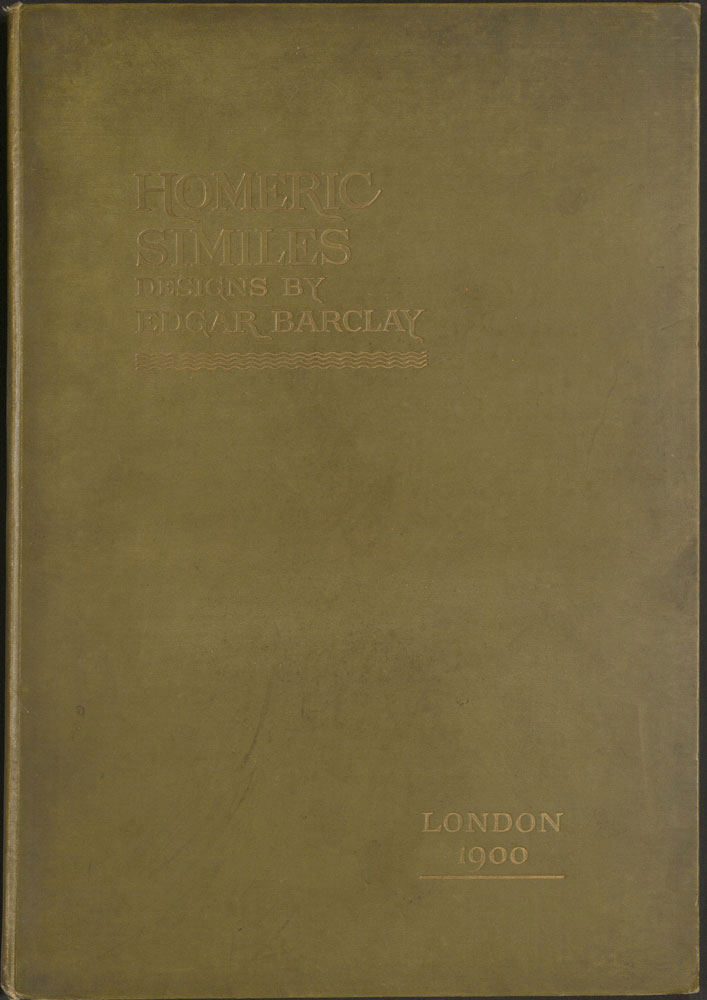 HOMERIC
SIMILES
DESIGNS BY
EDGAR BARCLAY
LONDON
1900